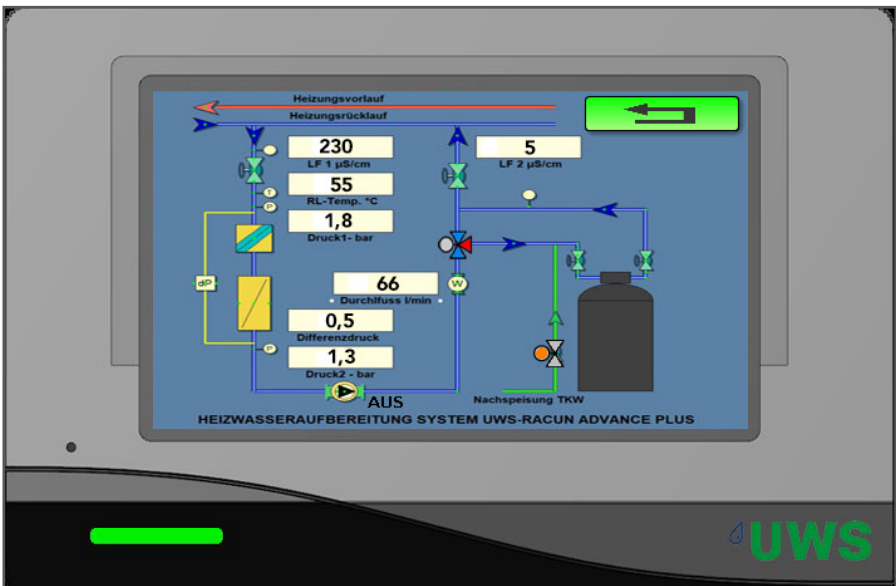 Heizungsvorlauf
Heizungsrücklauf
230
LF 1 µS/cm
5
LF 2 µS/cm
55
RL-Temp. °C
T
P
1,8
Druck1- bar
dP
66
Durchlfuss l/min
W
0,5
Differenzdruck
P
1,3
Druck2 - bar
AUS
Nachspeisung TKW
HEIZWASSERAUFBEREITUNG SYSTEM UWS-RACUN ADVANCE PLUS
UWS